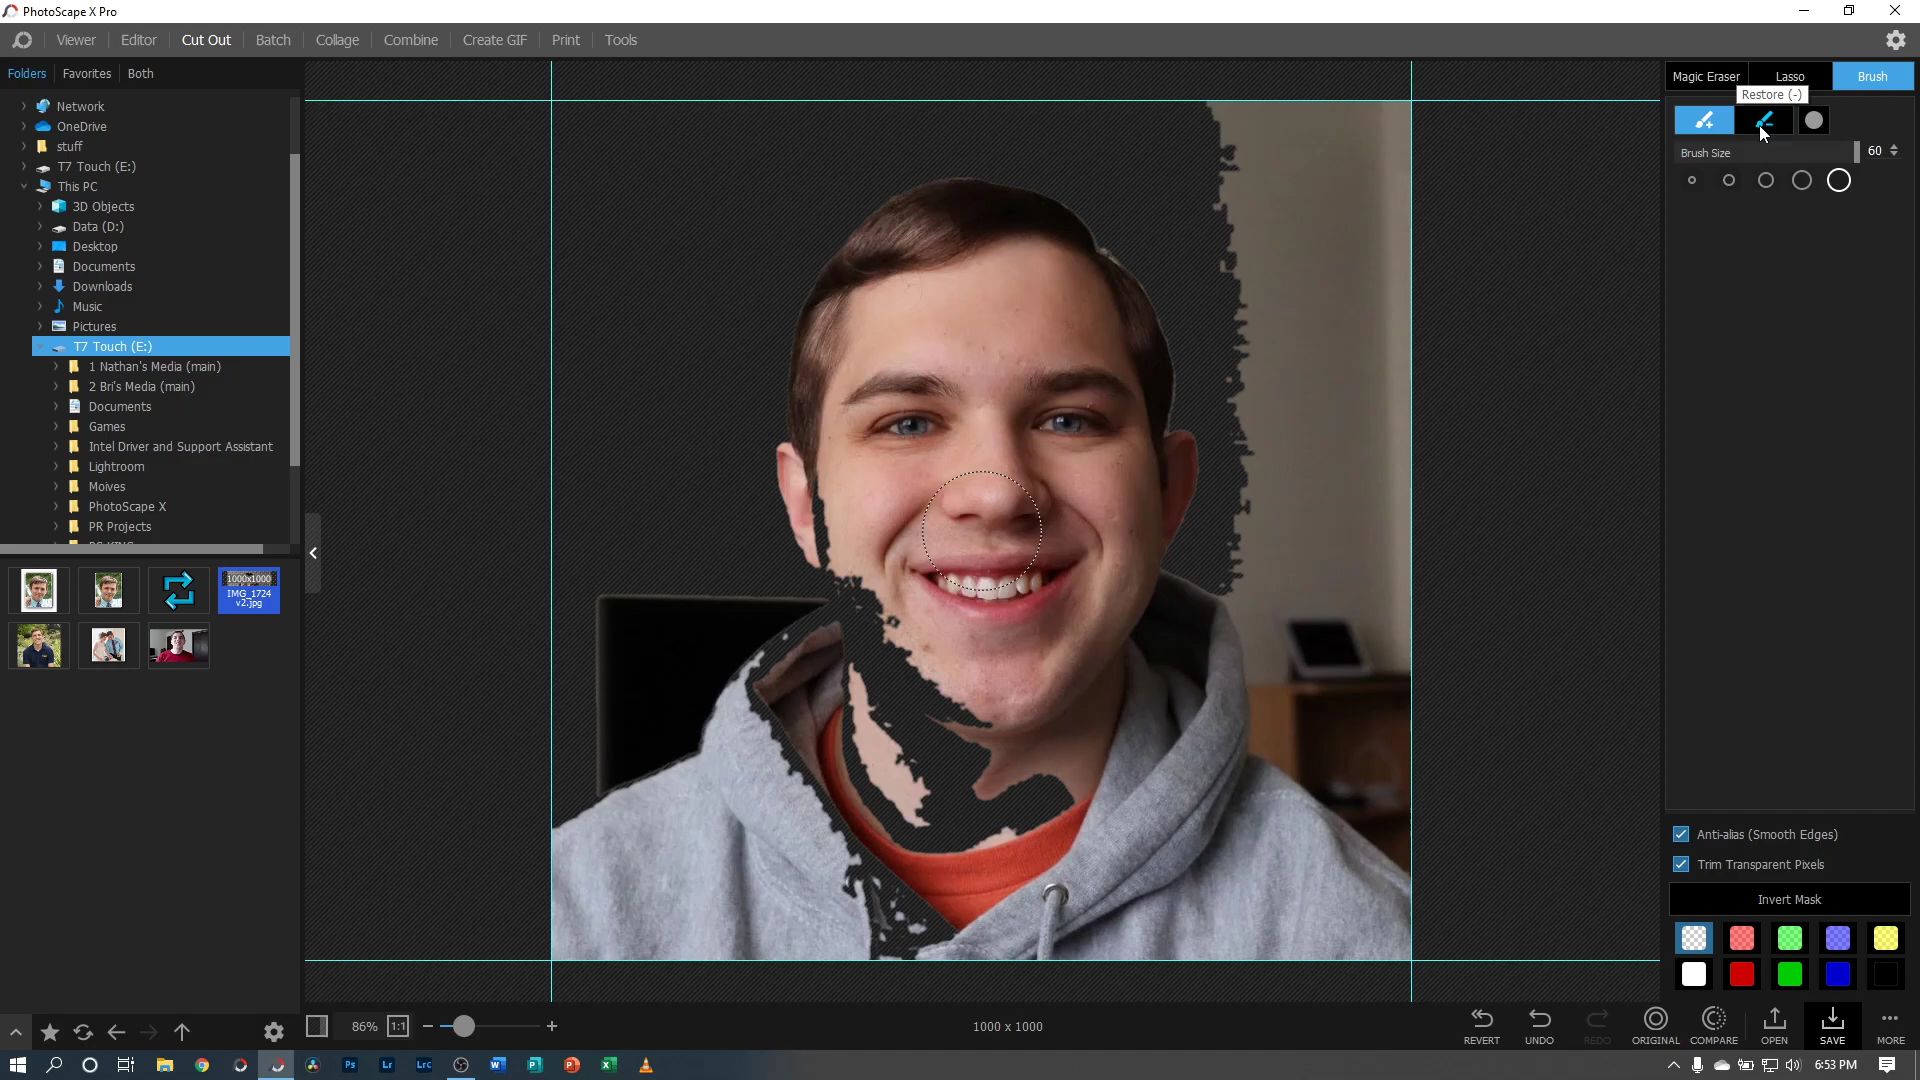 PhotoScape X Pro
Viewer
Editor
Cut Out
Batch
Collage
Combine
Create GIF
Print
Tools
Folders
Favorites
Both
Network
OneDrive
stuff
T7 Touch (E:)
This PC
3D Objects
Data (D:)
Desktop
Documents
Downloads
Music
Pictures
T7 Touch (E:)
1 Nathan's Media (main)
2 Bri's Media (main)
Documents
Games
Intel Driver and Support Assistant
Lightroom
Moives
PhotoScape X
PR Projects
1000x1000
IMG_1724
v2.jpg
Magic Eraser
Lasso
Brush
Restore (-)
Brush Size
60
Anti-alias (Smooth Edges)
Trim Transparent Pixels
Invert Mask
86%
1:1
1000 x 1000
REVERT
UNDO
REDO
ORIGINAL
COMPARE
OPEN
SAVE
MORE
Ps
Lr
Lrc
6:53 PM